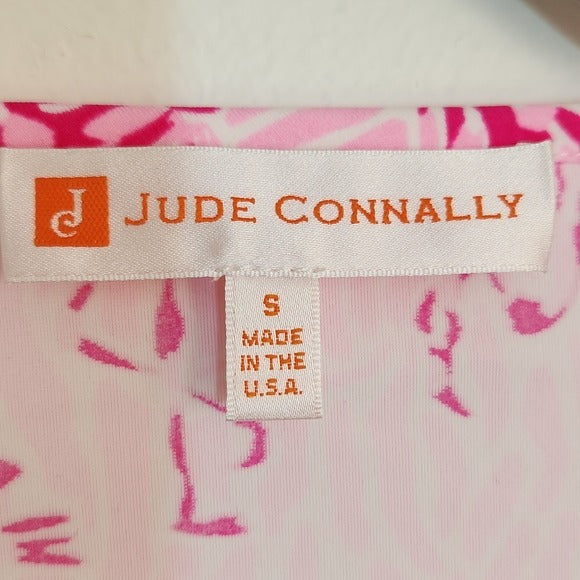 JC
JUDE CONNALLY
S
MADE
IN THE
U.S.A.